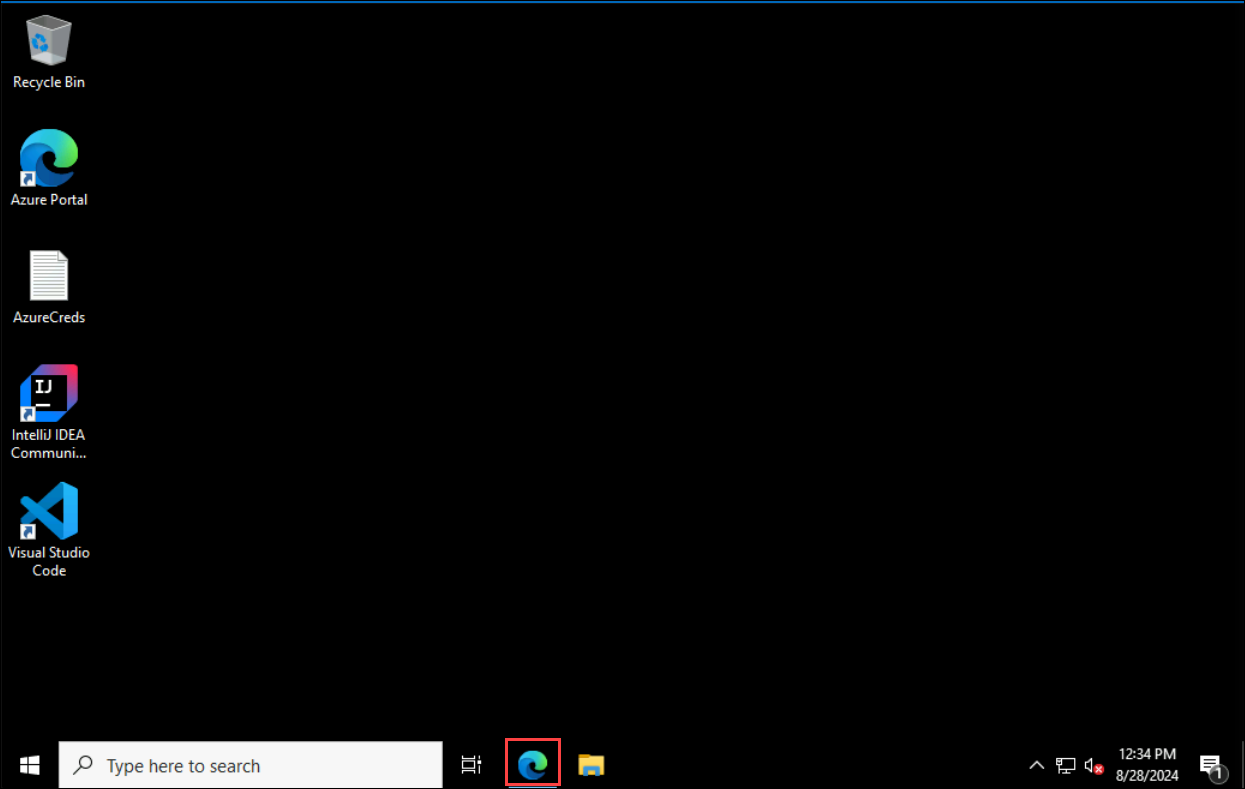 Recycle Bin
Azure Portal
AzureCreds
IJ
IntelliJ IDEA
Communi...
Visual Studio
Code
Type here to search
12:34 PM
8/28/2024
1